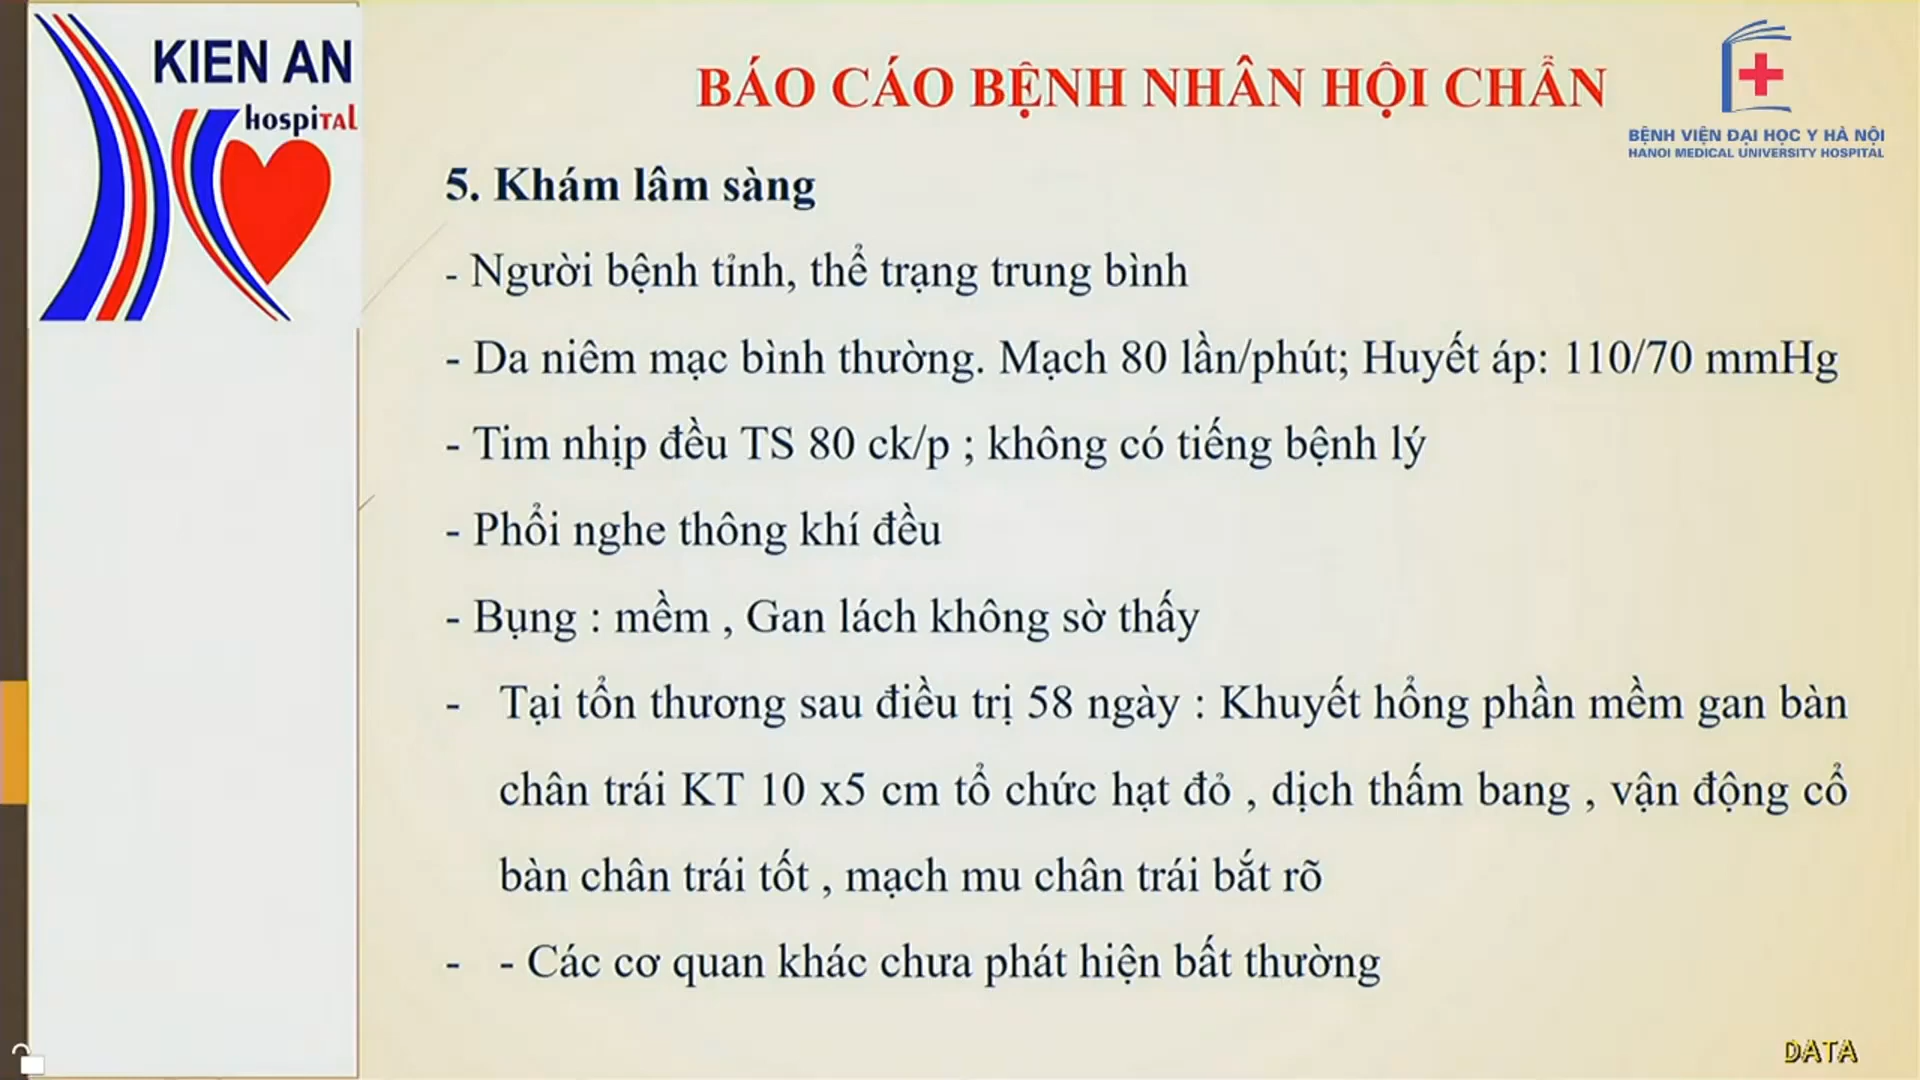 KIEN AN
hospiTAL
BÁO CÁO BỆNH NHÂN HỘI CHẨN
BỆNH VIỆN ĐẠI HỌC Y HÀ NỘI
HANOI MEDICAL UNIVERSITY HOSPITAL
5. Khám lâm sàng
- Người bệnh tỉnh, thể trạng trung bình
- Da niêm mạc bình thường. Mạch 80 lần/phút; Huyết áp: 110/70 mmHg
- Tim nhịp đều TS 80 ck/p ; không có tiếng bệnh lý
- Phổi nghe thông khí đều
- Bụng : mềm , Gan lách không sờ thấy
- Tại tổn thương sau điều trị 58 ngày : Khuyết hổng phần mềm gan bàn
chân trái KT 10 x5 cm tổ chức hạt đỏ , dịch thấm bang , vận động cổ
bàn chân trái tốt , mạch mu chân trái bắt rõ
- - Các cơ quan khác chưa phát hiện bất thường
DATA